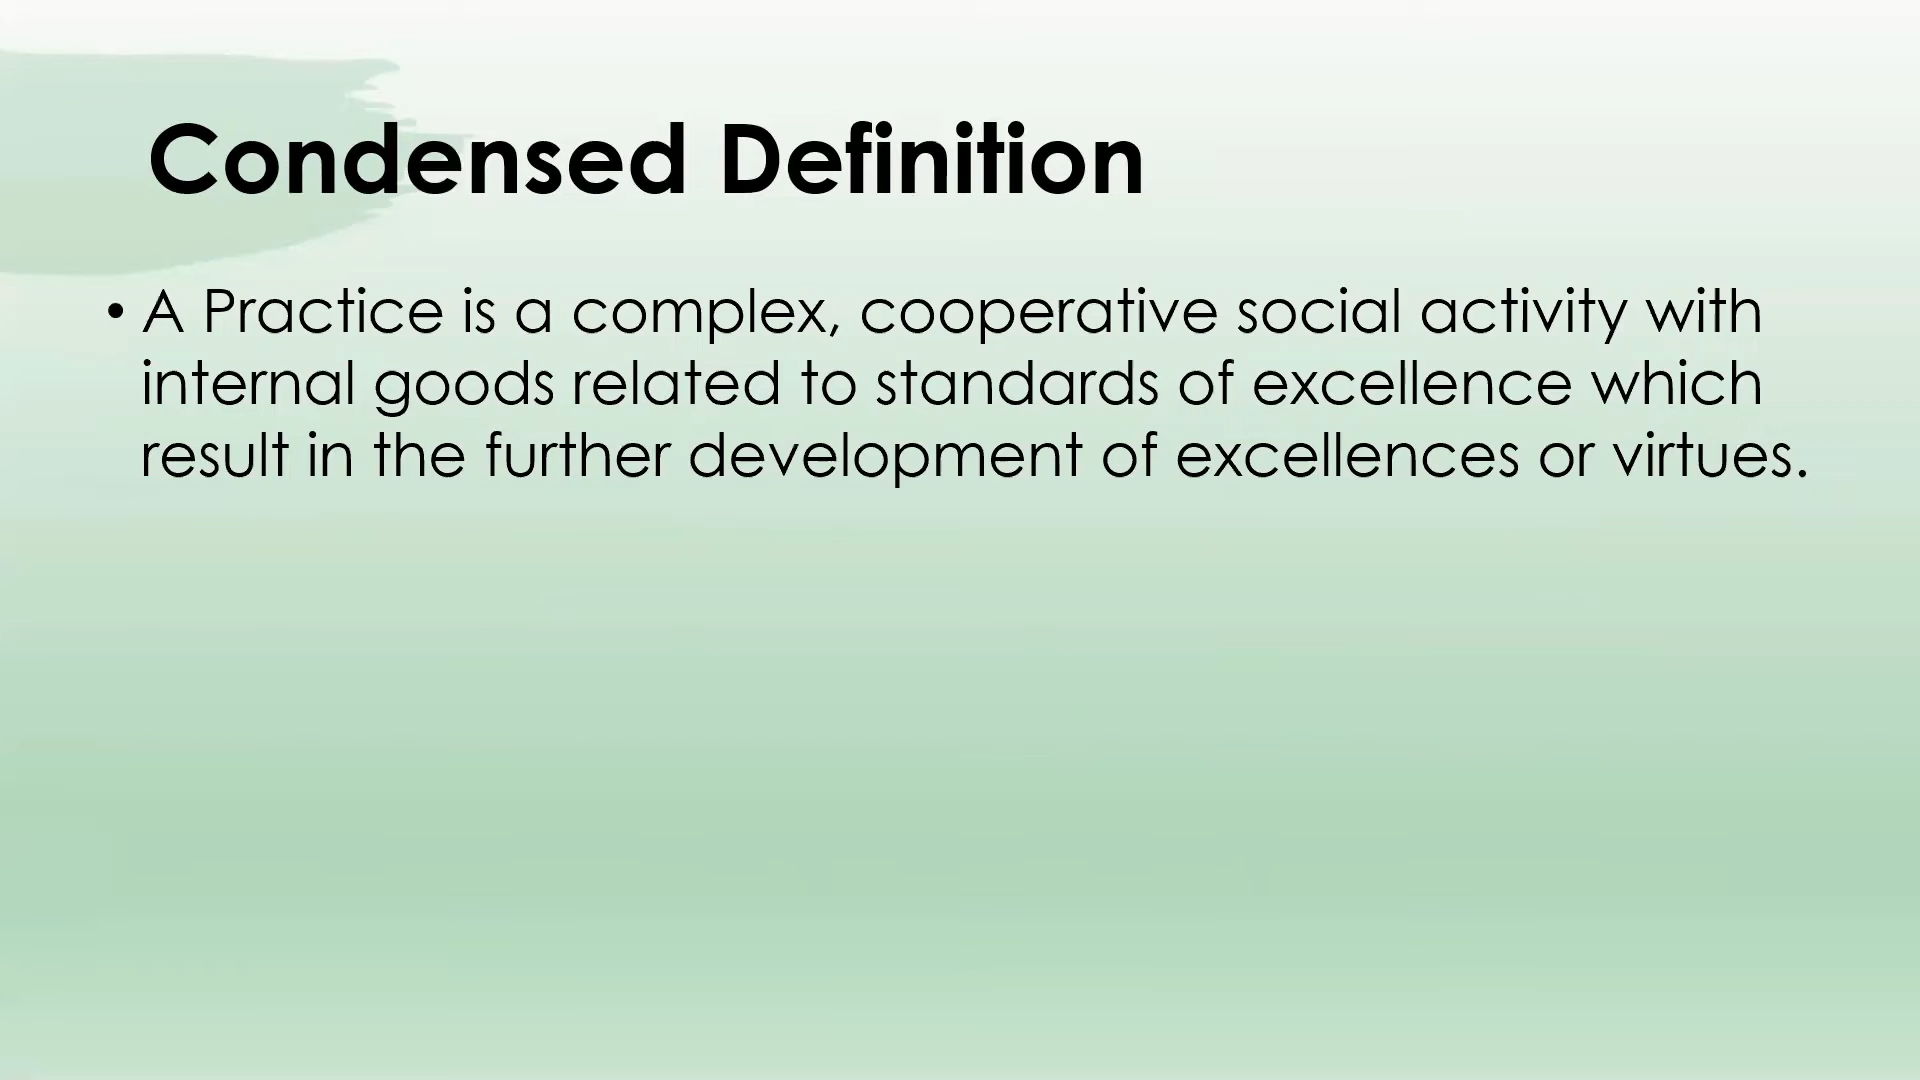 Condensed Definition
• A Practice is a complex, cooperative social activity with
internal goods related to standards of excellence which
result in the further development of excellences or virtues.